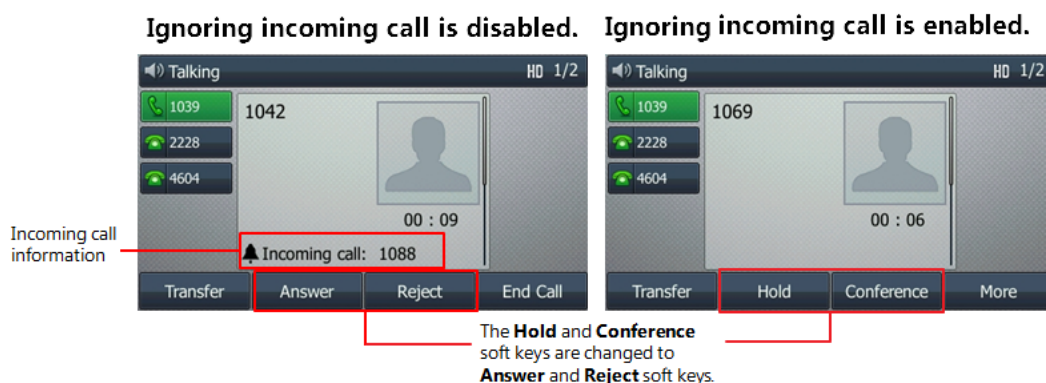 Ignoring incoming call is disabled.
Talking HD 1/2
1039
2228
4604
1042
00 : 09
Incoming call: 1088
Transfer Answer Reject End Call
Incoming call
information
Ignoring incoming call is enabled.
Talking HD 1/2
1039
2228
4604
1069
00 : 06
Transfer Hold Conference More
The Hold and Conference
soft keys are changed to
Answer and Reject soft keys.